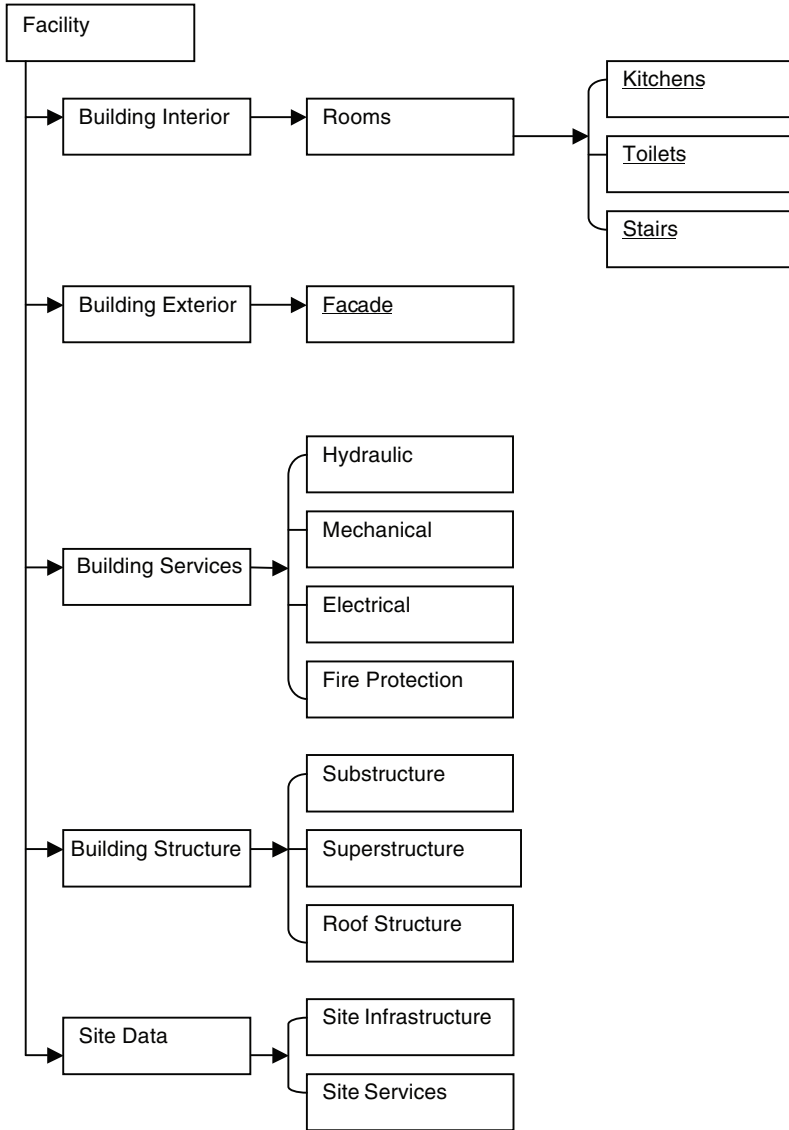 Facility
Building Interior
Rooms
Kitchens
Toilets
Stairs
Building Exterior
Facade
Building Services
Hydraulic
Mechanical
Electrical
Fire Protection
Building Structure
Substructure
Superstructure
Roof Structure
Site Data
Site Infrastructure
Site Services